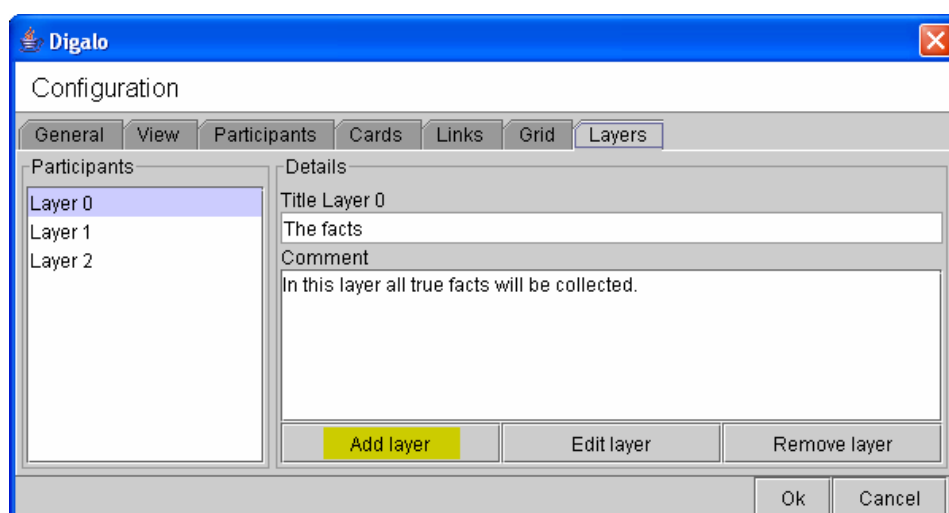 Digalo
Configuration
General View Participants Cards Links Grid Layers
Participants
Layer 0
Layer 1
Layer 2
Details
Title Layer 0
The facts
Comment
In this layer all true facts will be collected.
Add layer Edit layer Remove layer
Ok Cancel